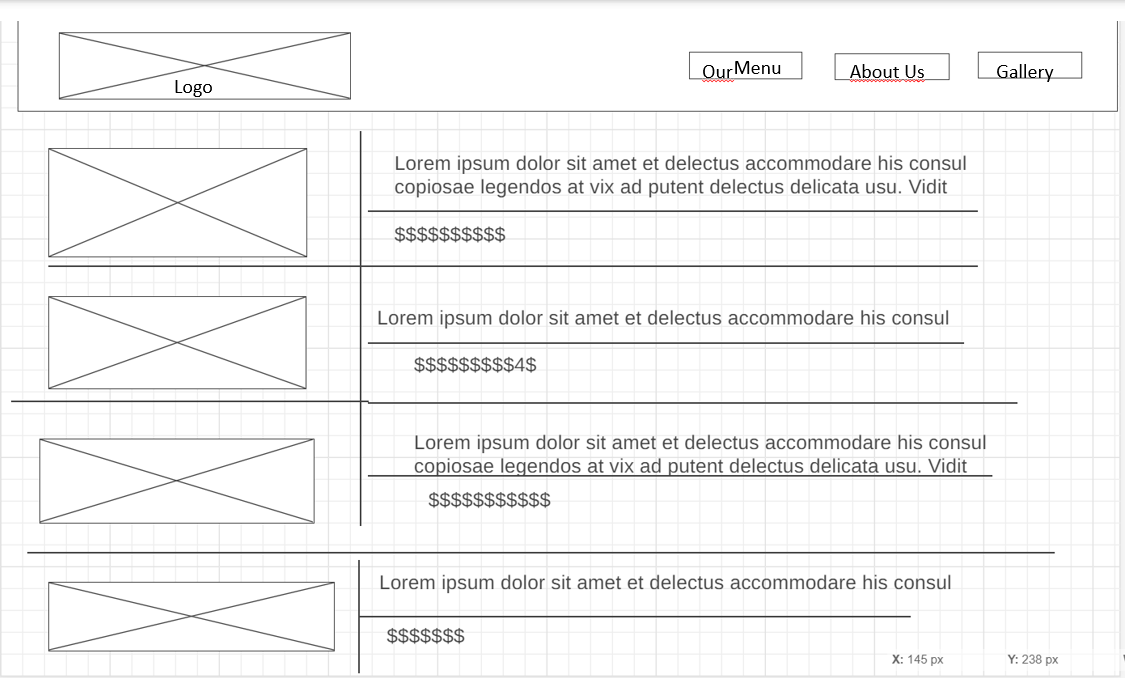 Logo
OurMenu
About Us
Gallery
Lorem ipsum dolor sit amet et delectus accommodare his consul
copiosae legendos at vix ad putent delectus delicata usu. Vidit
$$$$$$$$$$
Lorem ipsum dolor sit amet et delectus accommodare his consul
$$$$$$$$$4$
Lorem ipsum dolor sit amet et delectus accommodare his consul
copiosae legendos at vix ad putent delectus delicata usu. Vidit
$$$$$$$$$$$
Lorem ipsum dolor sit amet et delectus accommodare his consul
$$$$$$$
X: 145 px Y: 238 px